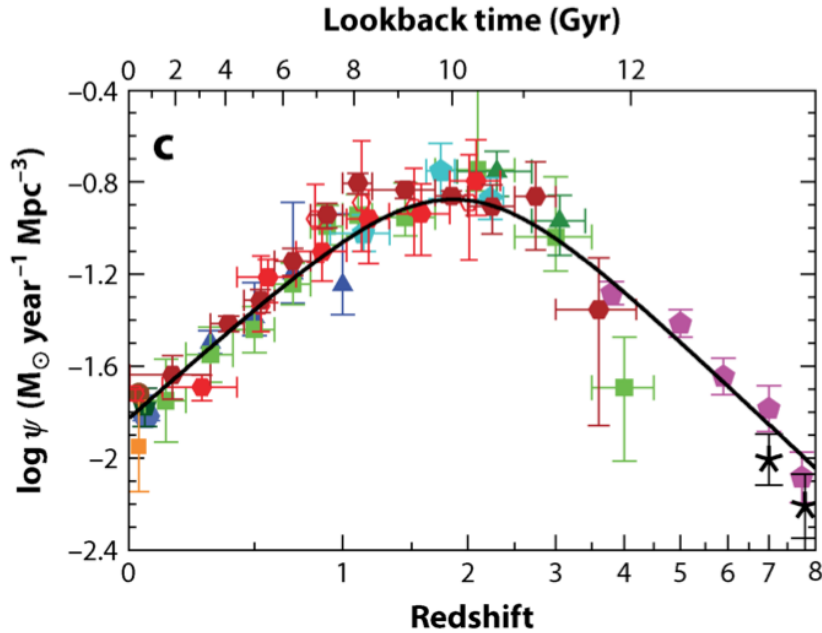 Lookback time (Gyr)
0 2 4 6 8 10 12
−0.4
c
−0.8
−1.2
−1.6
−2
−2.4
log ψ (M⊙ year−1 Mpc−3)
0 1 2 3 4 5 6 7 8
Redshift